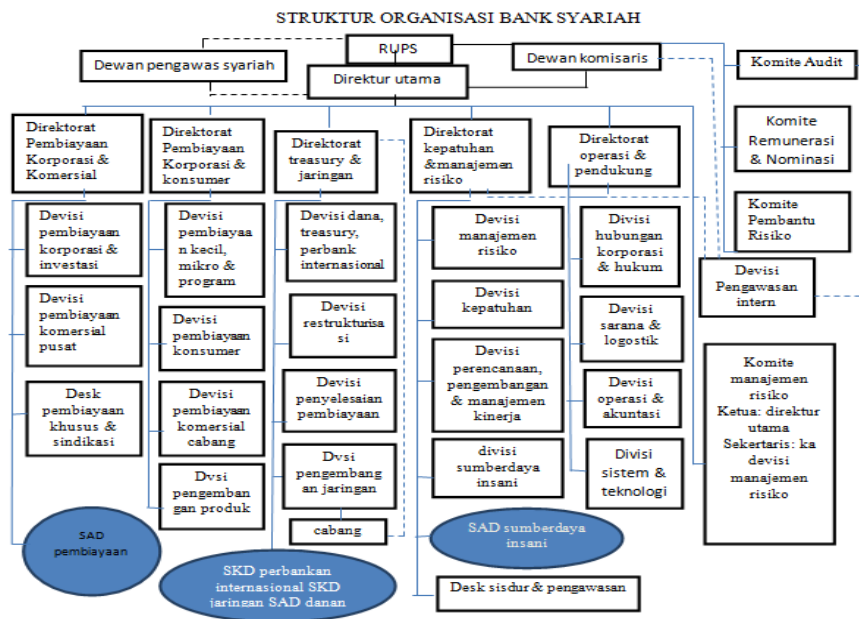 STRUKTUR ORGANISASI BANK SYARIAH
RUPS
Dewan pengawas syariah
Dewan komisaris
Direktur utama
Komite Audit
Komite
Remunerasi
& Nominasi
Komite
Pembantu
Risiko
Devisi
Pengawasan
intern
Direktorat
Pembiayaan
Korporasi &
Komersial
Devisi
pembiayaan
korporasi &
investasi
Devisi
pembiayaan
komersial
pusat
Desk
pembiayaan
khusus &
sindikasi
SAD
pembiayaan
Direktorat
Pembiayaan
Korporasi &
konsumer
Devisi
pembiayaa
n kecil,
mikro &
program
Devisi
pembiayaan
konsumer
Devisi
pembiayaan
komersial
cabang
Dvsi
pengemban
gan produk
Direktorat
treasury &
jaringan
Devisi dana,
treasury,
perbank
internasional
Devisi
restrukturisa
si
Devisi
penyelesaian
pembiayaan
Dvsi
pengembang
an jaringan
cabang
SKD perbankan
internasional SKD
jaringan SAD danan
Direktorat
kepatuhan
&manajemen
risiko
Devisi
manajemen
risiko
Devisi
kepatuhan
Devisi
perencanaan,
pengembangan
& manajemen
kinerja
divisi
sumberdaya
insani
SAD sumberdaya
insani
Desk sisdur & pengawasan
Direktorat
operasi &
pendukung
Divisi
hubungan
korporasi
& hukum
Devisi
sarana &
logostik
Devisi
operasi &
akuntasi
Divisi
sistem &
teknologi
Komite
manajemen
risiko
Ketua: direktur
utama
Sekertaris: ka
devisi
manajemen
risiko